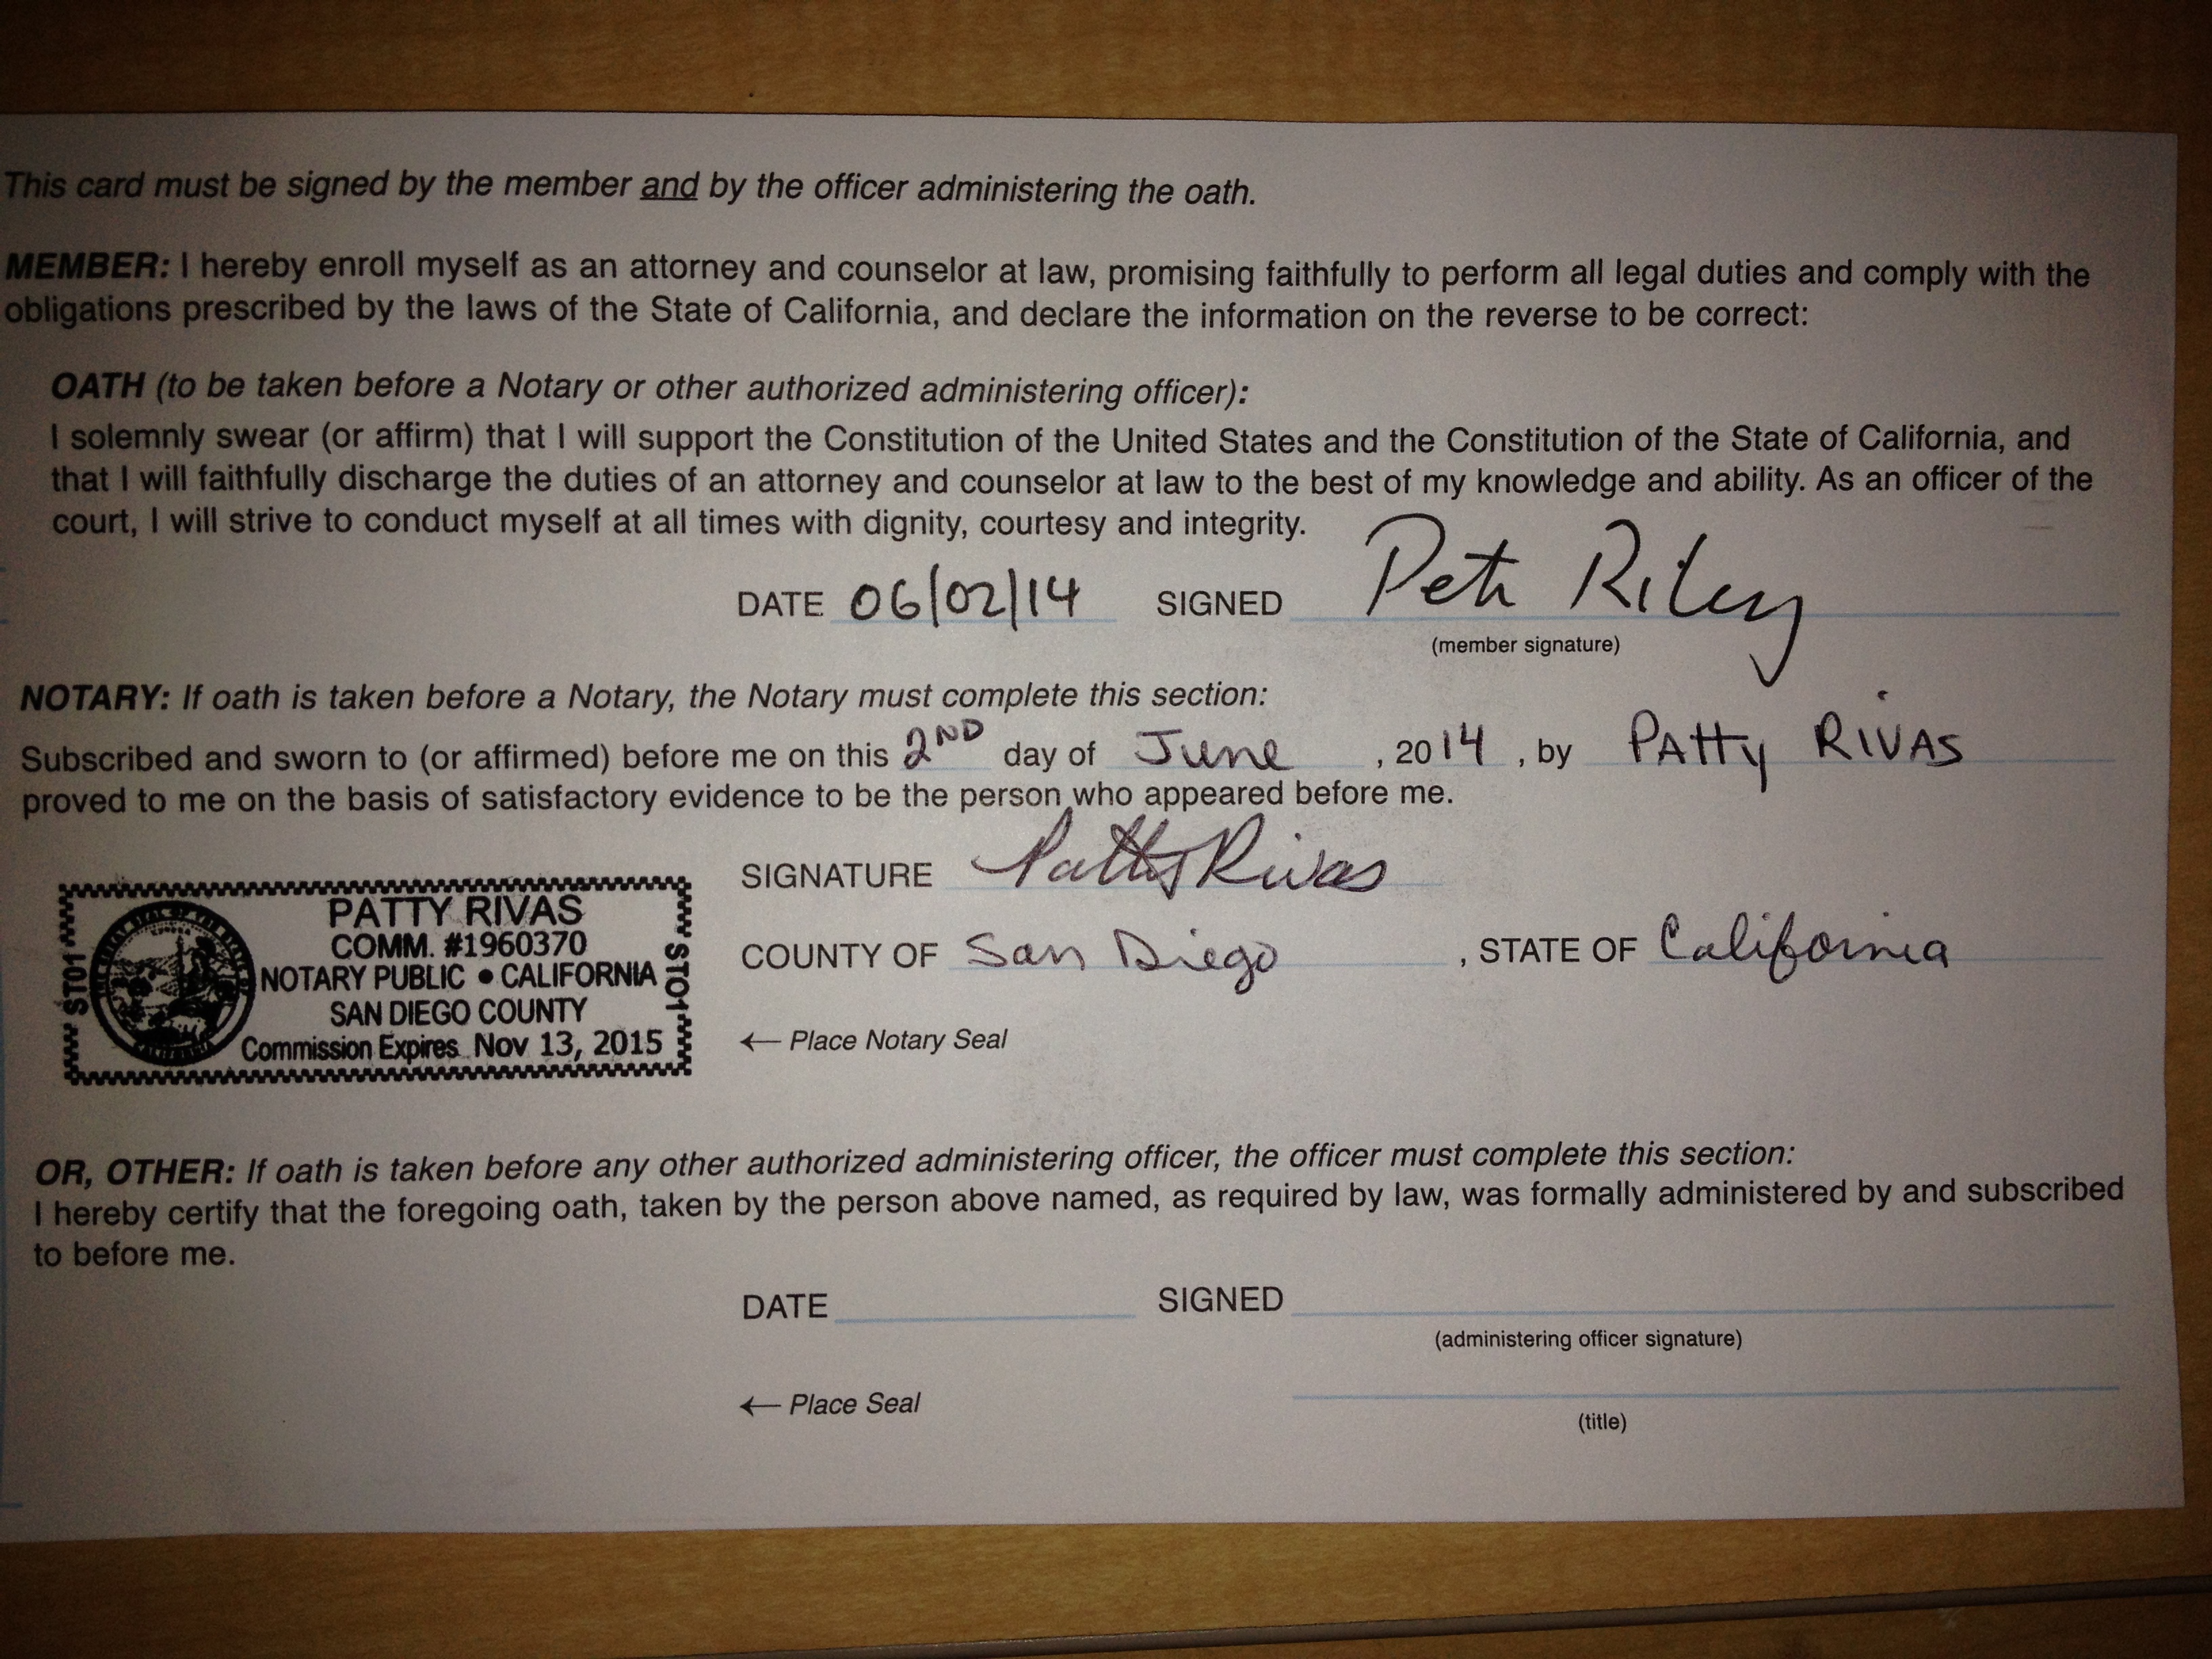 This card must be signed by the member and by the officer administering the oath.
MEMBER: I hereby enroll myself as an attorney and counselor at law, promising faithfully to perform all legal duties and comply with the
obligations prescribed by the laws of the State of California, and declare the information on the reverse to be correct:
OATH (to be taken before a Notary or other authorized administering officer):
I solemnly swear (or affirm) that I will support the Constitution of the United States and the Constitution of the State of California, and
that I will faithfully discharge the duties of an attorney and counselor at law to the best of my knowledge and ability. As an officer of the
court, I will strive to conduct myself at all times with dignity, courtesy and integrity.
DATE 06/02/14 SIGNED Pete Riley
(member signature)
NOTARY: If oath is taken before a Notary, the Notary must complete this section:
Subscribed and sworn to (or affirmed) before me on this 2ND day of June, 2014, by PAtty RIVAS
proved to me on the basis of satisfactory evidence to be the person who appeared before me.
SIGNATURE Patty Rivas
PATTY RIVAS
COMM. #1960370
NOTARY PUBLIC • CALIFORNIA
SAN DIEGO COUNTY
Commission Expires Nov 13, 2015
ST01
ST01
COUNTY OF San Diego, STATE OF California
← Place Notary Seal
OR, OTHER: If oath is taken before any other authorized administering officer, the officer must complete this section:
I hereby certify that the foregoing oath, taken by the person above named, as required by law, was formally administered by and subscribed
to before me.
DATE SIGNED
(administering officer signature)
← Place Seal
(title)